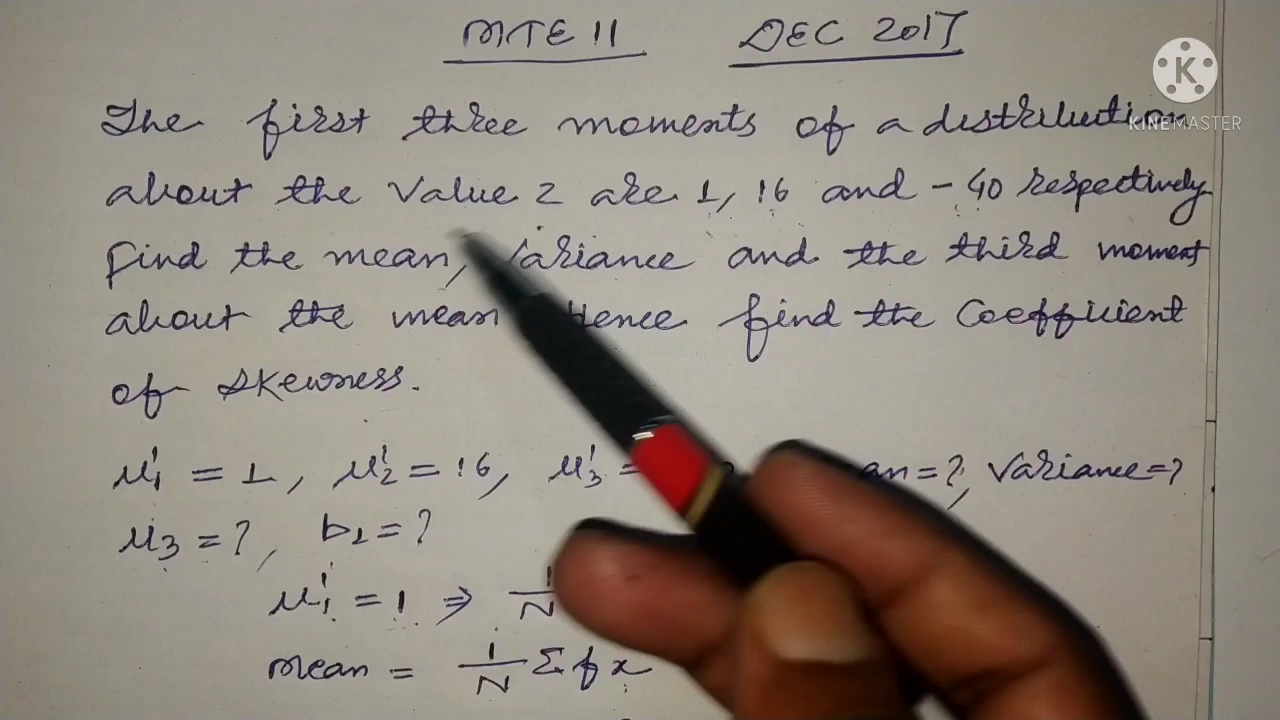 MTE 11 DEC 2017
K
KINEMASTER
The first three moments of a distribution
about the value 2 are 1, 16 and - 40 respectively
Find the mean, Variance and the third moment
about the mean Hence find the Coefficient
of Skewness.
μ'₁ = 1, μ'₂ = 16, μ'₃ = an = ?, Variance = ?
μ₃ = ?, b₁ = ?
μ'₁ = 1 ⇒ 1/N
mean = 1/N Σ f x